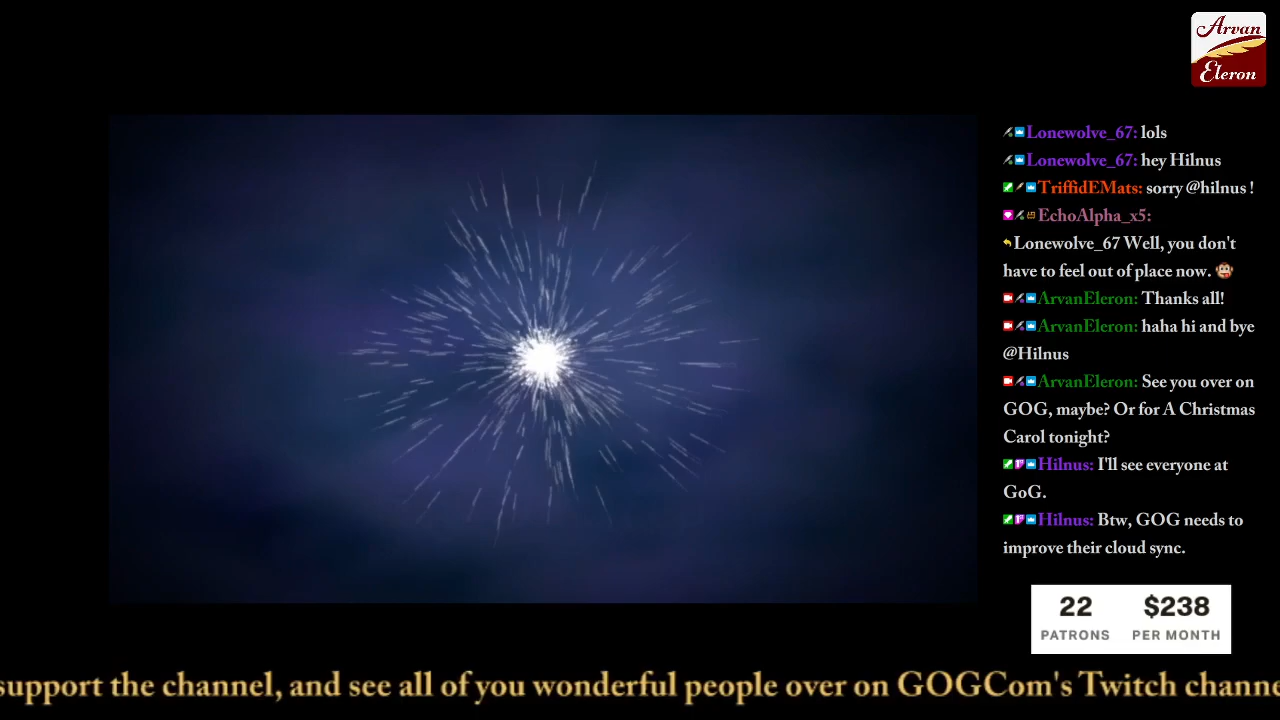 Arvan
Eleron
Lonewolve_67: lols
Lonewolve_67: hey Hilnus
TriffidEMats: sorry @hilnus !
EchoAlpha_x5:
Lonewolve_67 Well, you don't
have to feel out of place now.
ArvanEleron: Thanks all!
ArvanEleron: haha hi and bye
@Hilnus
ArvanEleron: See you over on
GOG, maybe? Or for A Christmas
Carol tonight?
Hilnus: I'll see everyone at
GoG.
Hilnus: Btw, GOG needs to
improve their cloud sync.
22 $238
PATRONS PER MONTH
support the channel, and see all of you wonderful people over on GOGCom's Twitch channe